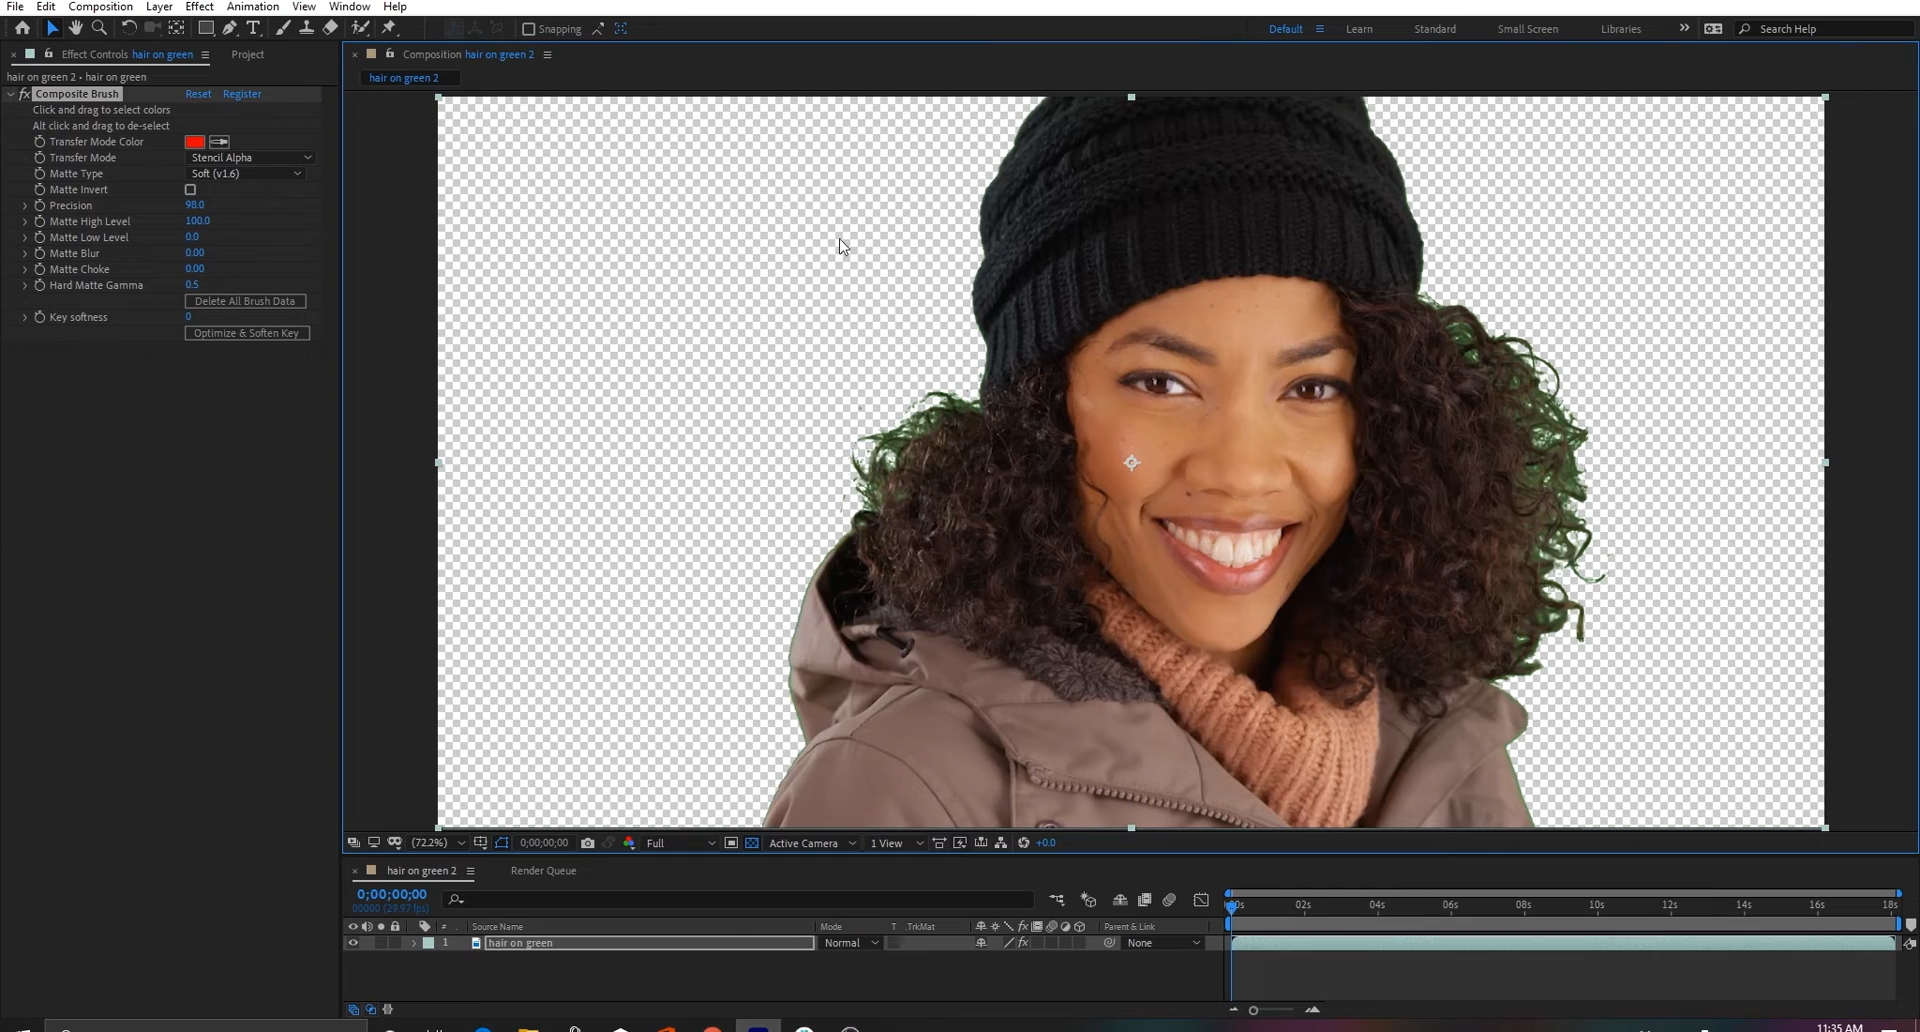 File Edit Composition Layer Effect Animation View Window Help
Snapping
Default Learn Standard Small Screen Libraries Search Help
Effect Controls hair on green Project
Composition hair on green 2
hair on green 2 • hair on green
hair on green 2
fx Composite Brush Reset Register
Click and drag to select colors
Alt click and drag to de-select
Transfer Mode Color
Transfer Mode Stencil Alpha
Matte Type Soft (v1.6)
Matte Invert
Precision 98.0
Matte High Level 100.0
Matte Low Level 0.0
Matte Blur 0.00
Matte Choke 0.00
Hard Matte Gamma 0.5
Delete All Brush Data
Key softness 0
Optimize & Soften Key
(72.2%) 0;00;00;00 Full Active Camera 1 View +0.0
hair on green 2 Render Queue
0;00;00;00
00000 (29.97 fps)
00s 02s 04s 06s 08s 10s 12s 14s 16s 18s
# Source Name Mode T .TrkMat fx Parent & Link
1 hair on green Normal fx None
11:35 AM